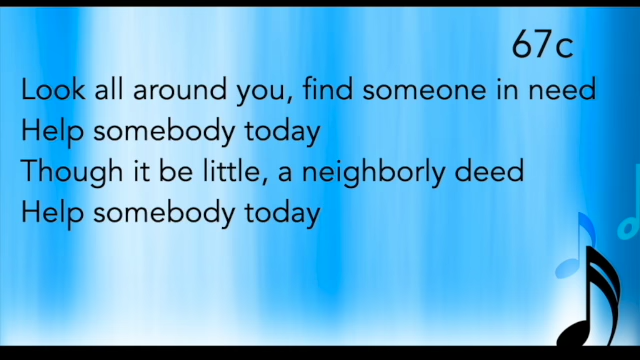 67c
Look all around you, find someone in need
Help somebody today
Though it be little, a neighborly deed
Help somebody today